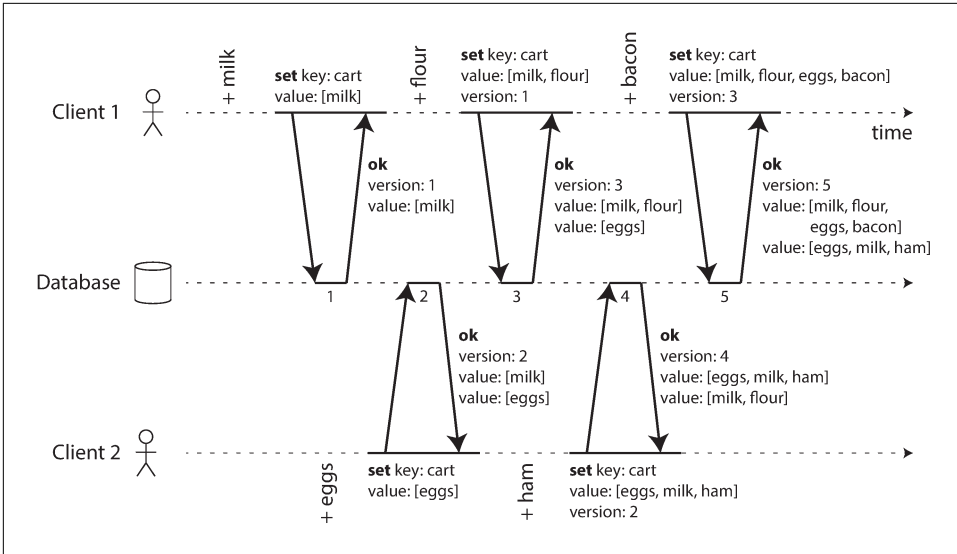 + milk
set key: cart
value: [milk]
+ flour
set key: cart
value: [milk, flour]
version: 1
+ bacon
set key: cart
value: [milk, flour, eggs, bacon]
version: 3
Client 1
time
ok
version: 1
value: [milk]
ok
version: 3
value: [milk, flour]
value: [eggs]
ok
version: 5
value: [milk, flour,
eggs, bacon]
value: [eggs, milk, ham]
Database
1
2
3
4
5
ok
version: 2
value: [milk]
value: [eggs]
ok
version: 4
value: [eggs, milk, ham]
value: [milk, flour]
Client 2
+ eggs
set key: cart
value: [eggs]
+ ham
set key: cart
value: [eggs, milk, ham]
version: 2